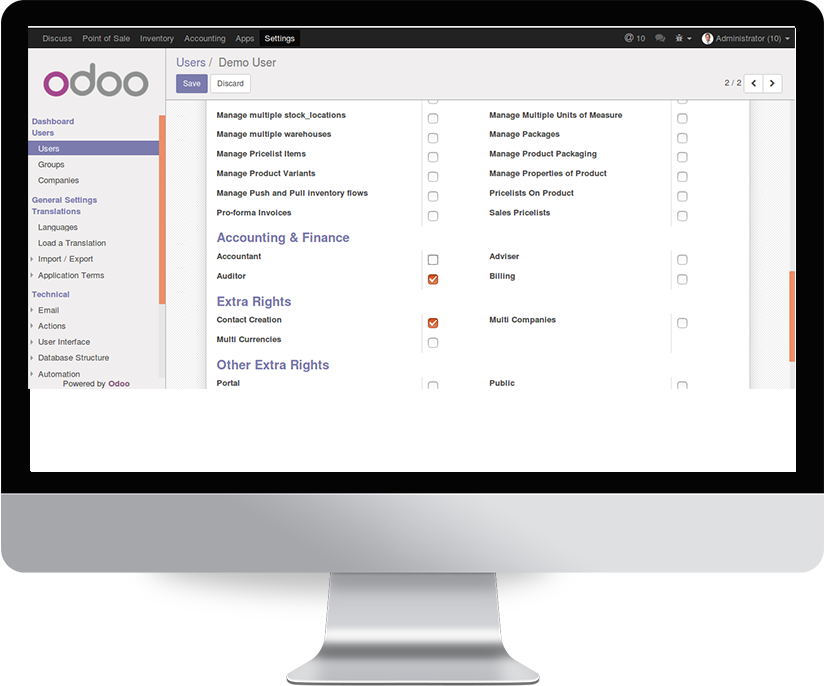 Discuss Point of Sale Inventory Accounting Apps Settings @ 10 Administrator (10)
odoo
Users / Demo User
Save Discard 2 / 2
Dashboard
Users
Users
Groups
Companies
General Settings
Translations
Languages
Load a Translation
Import / Export
Application Terms
Technical
Email
Actions
User Interface
Database Structure
Automation
Powered by Odoo
Manage multiple stock_locations Manage Multiple Units of Measure
Manage multiple warehouses Manage Packages
Manage Pricelist Items Manage Product Packaging
Manage Product Variants Manage Properties of Product
Manage Push and Pull inventory flows Pricelists On Product
Pro-forma Invoices Sales Pricelists
Accounting & Finance
Accountant Adviser
Auditor Billing
Extra Rights
Contact Creation Multi Companies
Multi Currencies
Other Extra Rights
Portal Public